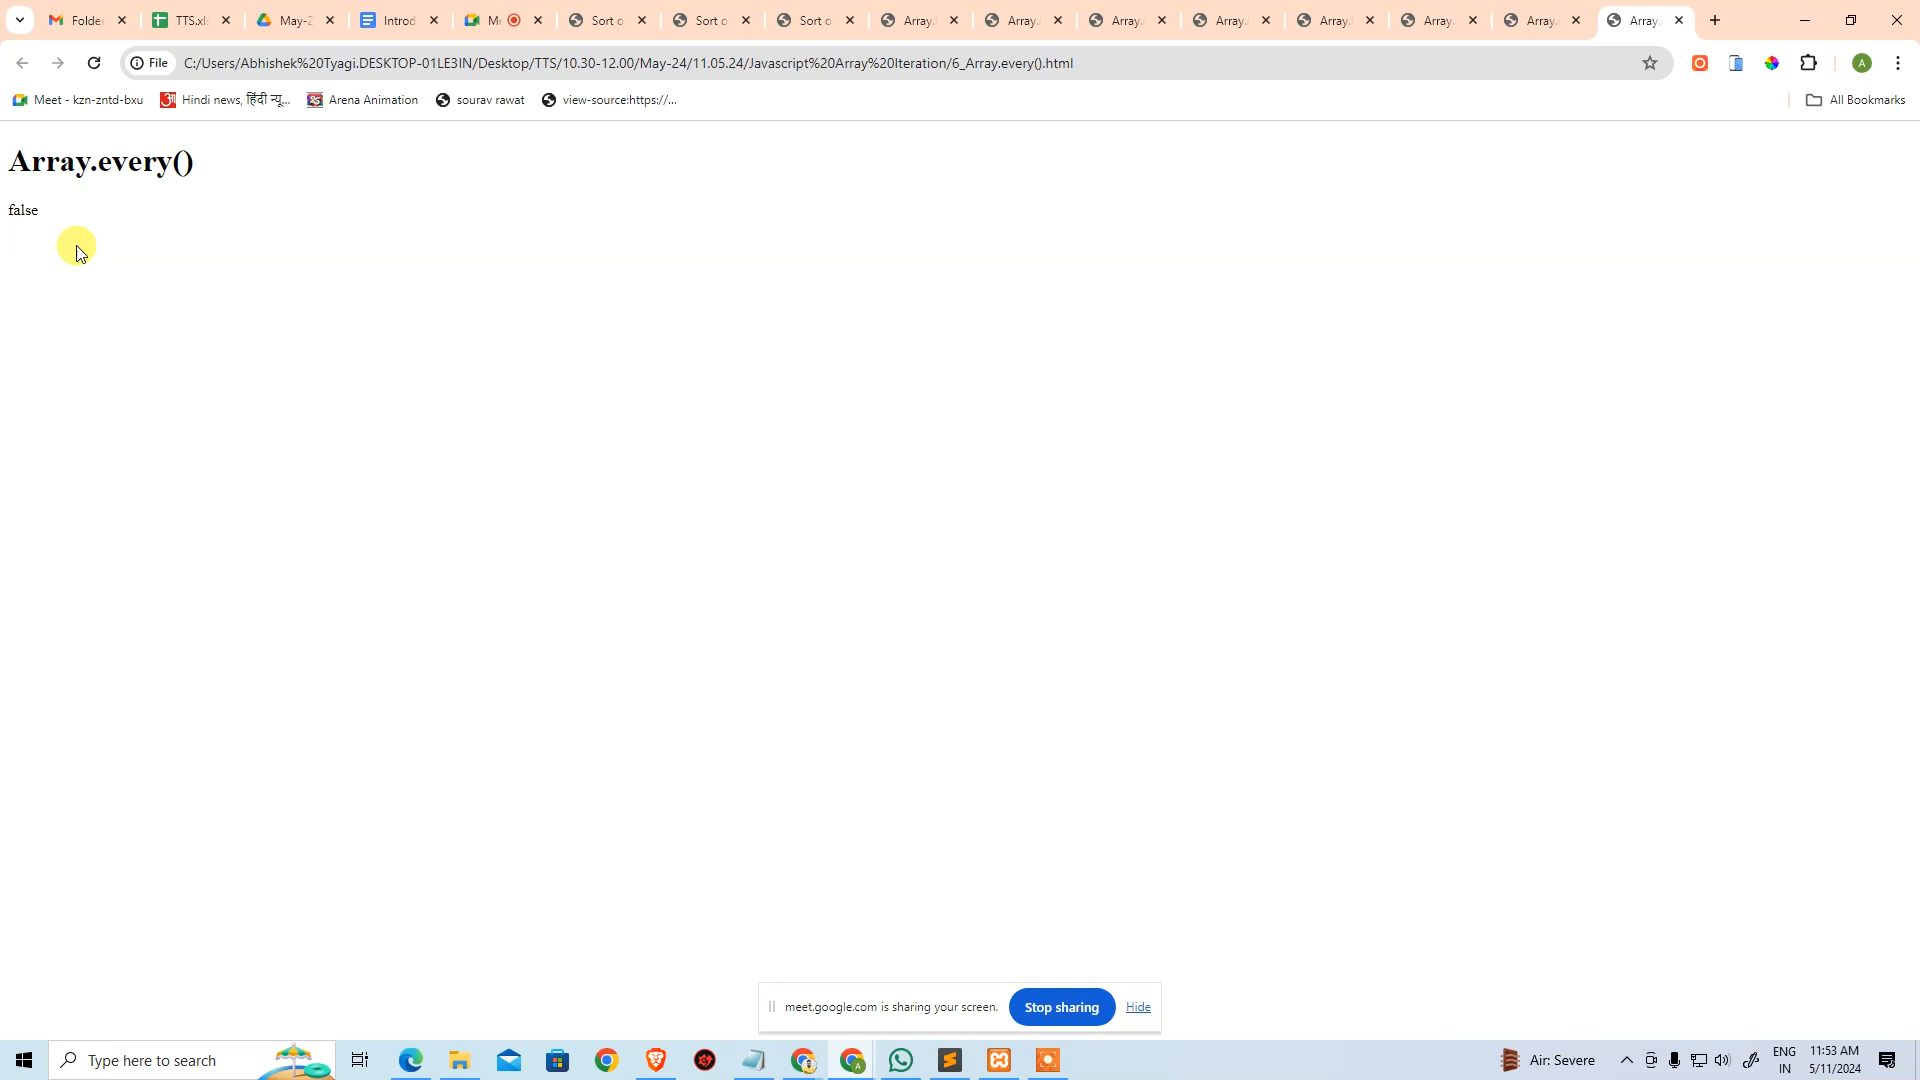 Folder
TTS.xls
May-2
Introd
Me
Sort o
Sort o
Sort o
Array.
Array.
Array.
Array.
Array.
Array.
Array.
Array.
File
C:/Users/Abhishek%20Tyagi.DESKTOP-01LE3IN/Desktop/TTS/10.30-12.00/May-24/11.05.24/Javascript%20Array%20Iteration/6_Array.every().html
A
Meet - kzn-zntd-bxu
Hindi news, हिंदी न्यू...
Arena Animation
sourav rawat
view-source:https://...
All Bookmarks
Array.every()
false
meet.google.com is sharing your screen.
Stop sharing
Hide
Type here to search
Air: Severe
ENG
IN
11:53 AM
5/11/2024